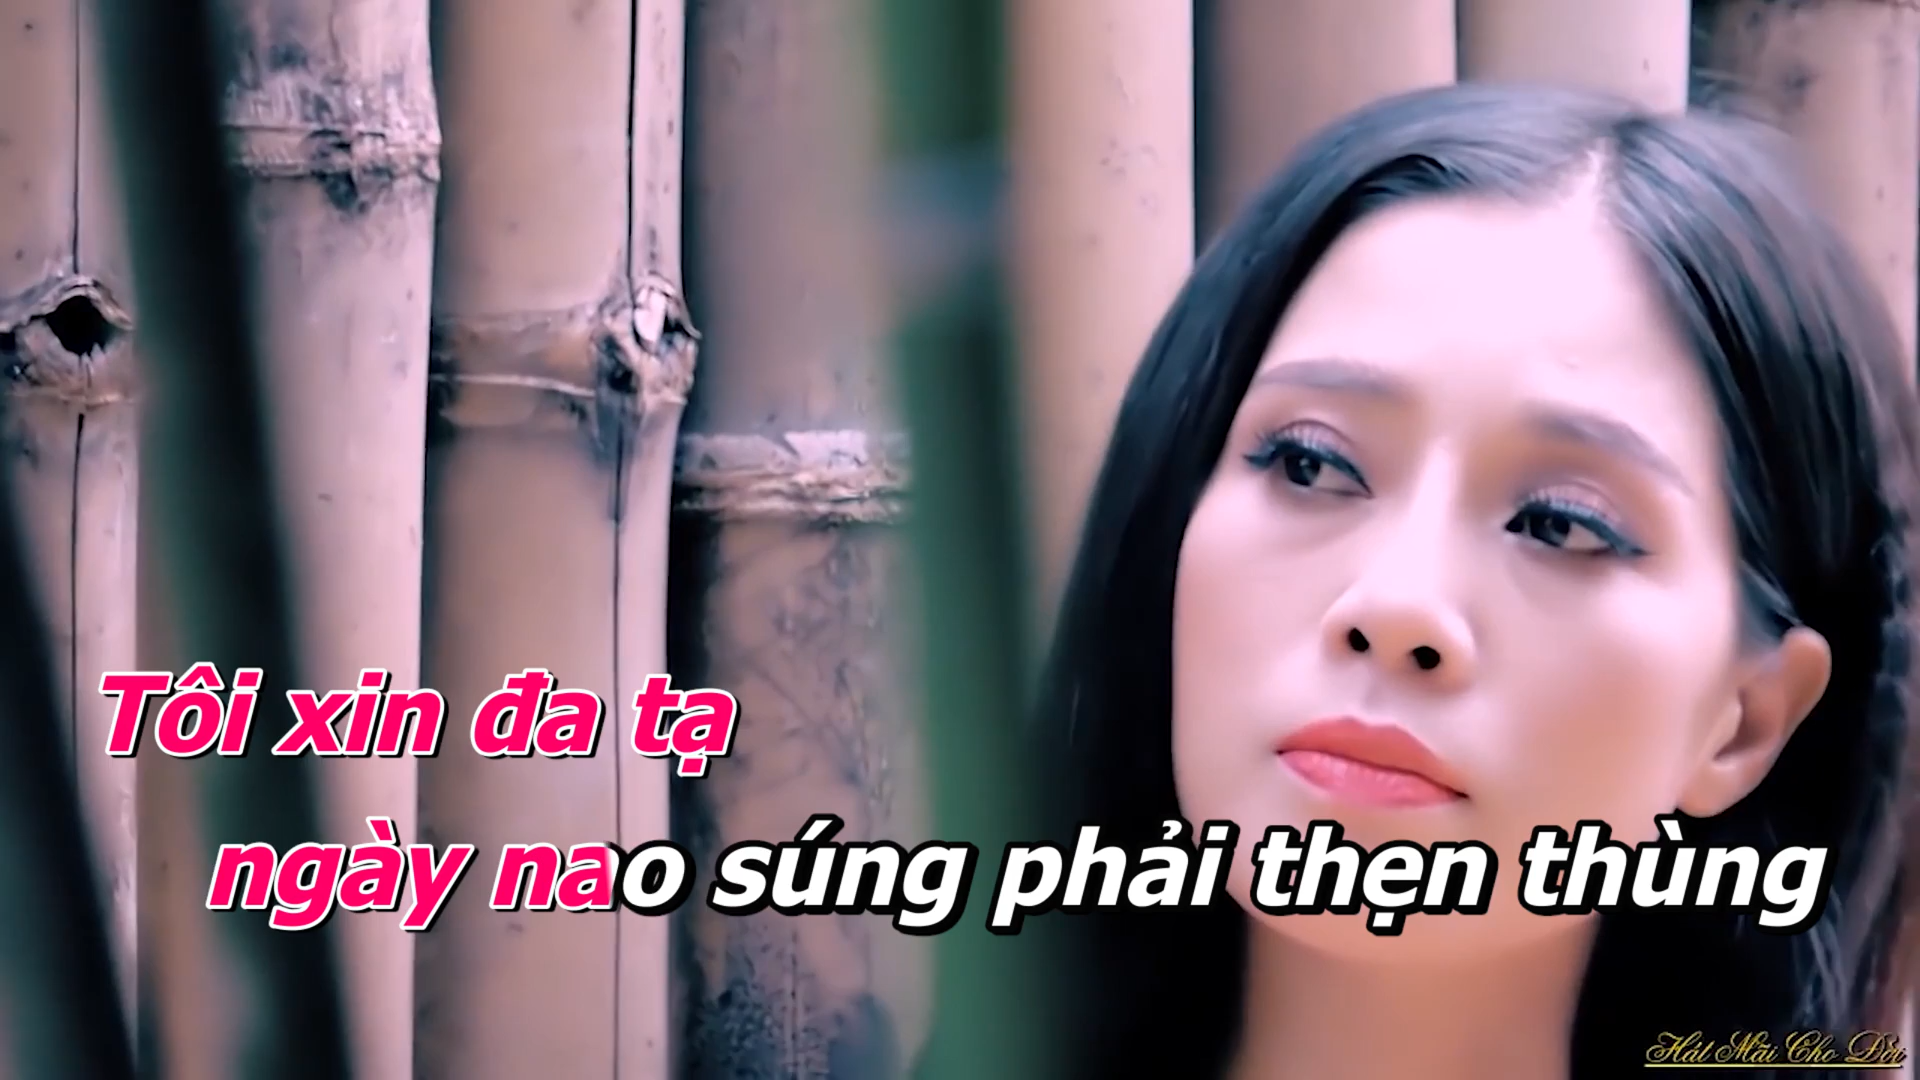 Tôi xin đa tạ
ngày nao súng phải thẹn thùng
Hát Mãi Cho Đời